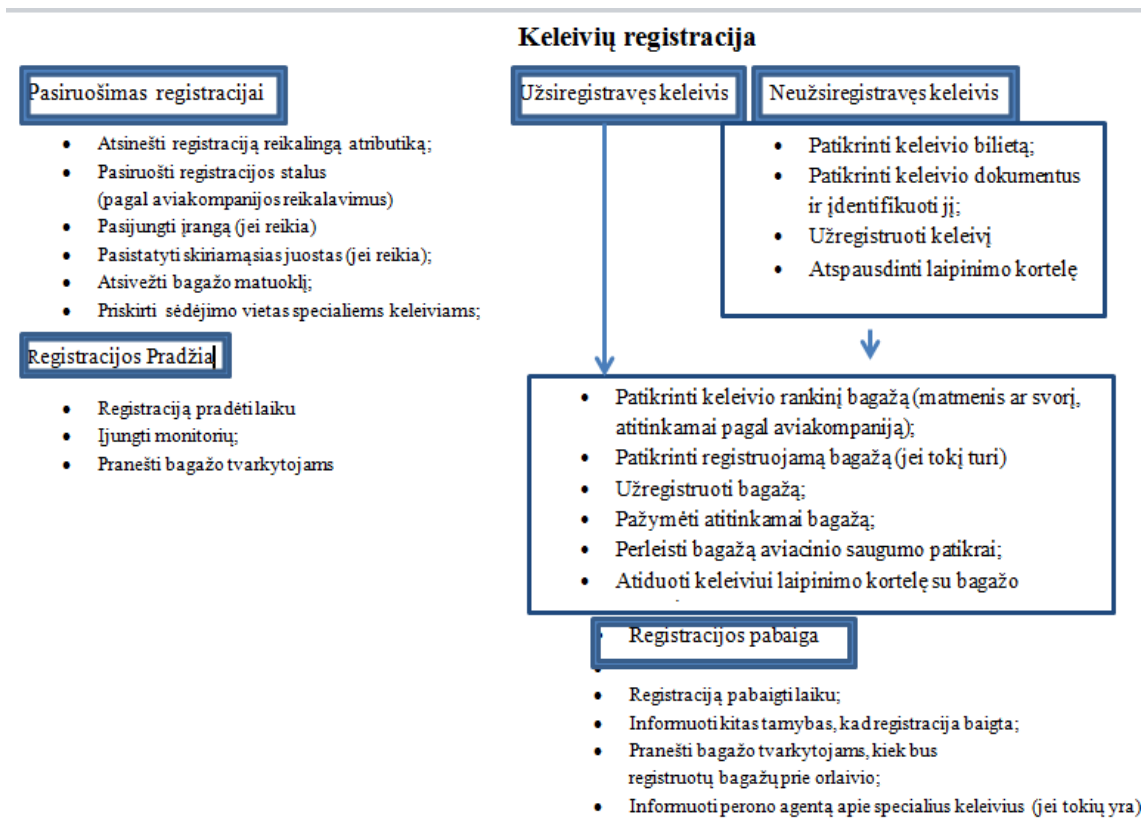 Keleivių registracija
Pasiruošimas registracijai
Atsinešti registraciją reikalingą atributiką;
Pasiruošti registracijos stalus
(pagal aviakompanijos reikalavimus)
Pasijungti įrangą (jei reikia)
Pasistatyti skiriamąsias juostas (jei reikia);
Atsivežti bagažo matuoklį;
Priskirti sėdėjimo vietas specialiems keleiviams;
Registracijos Pradžia
Registraciją pradėti laiku
Įjungti monitorių;
Pranešti bagažo tvarkytojams
Užsiregistravęs keleivis
Neužsiregistravęs keleivis
Patikrinti keleivio bilietą;
Patikrinti keleivio dokumentus
ir įdentifikuoti jį;
Užregistruoti keleivį
Atspausdinti laipinimo kortelę
Patikrinti keleivio rankinį bagažą (matmenis ar svorį,
atitinkamai pagal aviakompaniją);
Patikrinti registruojamą bagažą (jei tokį turi)
Užregistruoti bagažą;
Pažymėti atitinkamai bagažą;
Perleisti bagažą aviacinio saugumo patikrai;
Atiduoti keleiviui laipinimo kortelę su bagažo
Registracijos pabaiga
Registraciją pabaigti laiku;
Informuoti kitas tarnybas, kad registracija baigta;
Pranešti bagažo tvarkytojams, kiek bus
registruotų bagažų prie orlaivio;
Informuoti perono agentą apie specialius keleivius (jei tokių yra)